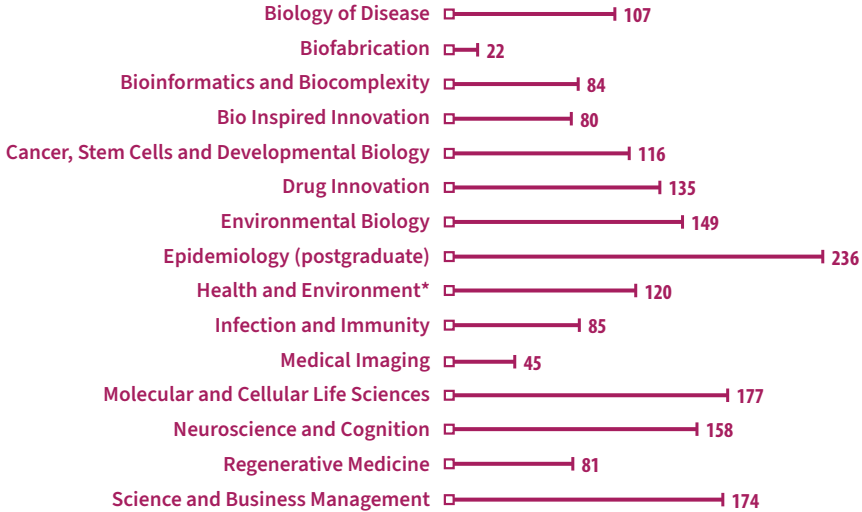 Biology of Disease 107
Biofabrication 22
Bioinformatics and Biocomplexity 84
Bio Inspired Innovation 80
Cancer, Stem Cells and Developmental Biology 116
Drug Innovation 135
Environmental Biology 149
Epidemiology (postgraduate) 236
Health and Environment* 120
Infection and Immunity 85
Medical Imaging 45
Molecular and Cellular Life Sciences 177
Neuroscience and Cognition 158
Regenerative Medicine 81
Science and Business Management 174